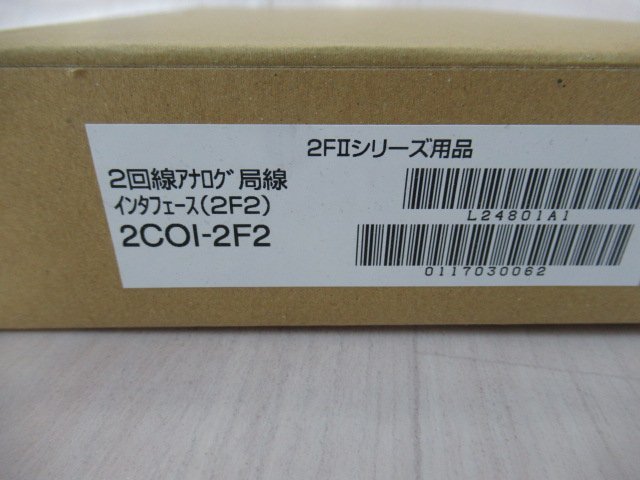 2FⅡシリーズ用品
2回線アナログ局線
インタフェース(2F2)
2COI-2F2
L24801A1
0117030062